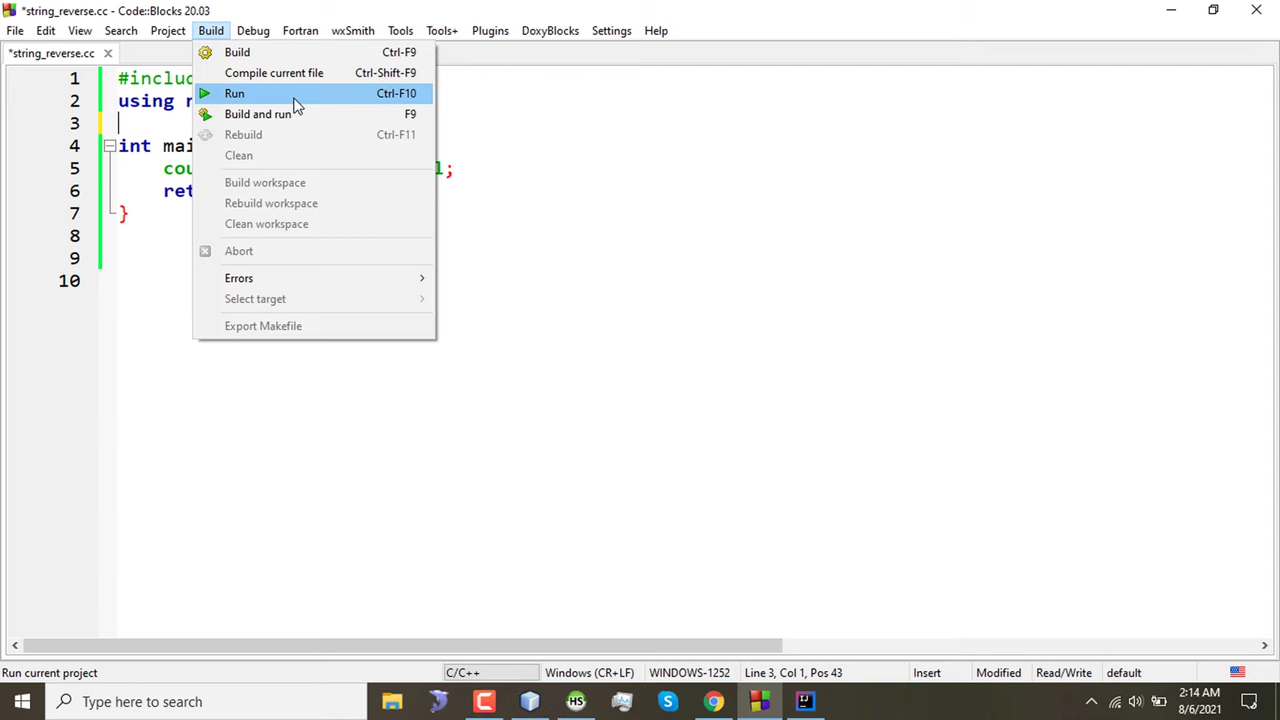 *string_reverse.cc - Code::Blocks 20.03
File Edit View Search Project Build Debug Fortran wxSmith Tools Tools+ Plugins DoxyBlocks Settings Help
*string_reverse.cc
Build Ctrl-F9
Compile current file Ctrl-Shift-F9
Run Ctrl-F10
Build and run F9
Rebuild Ctrl-F11
Clean
Build workspace
Rebuild workspace
Clean workspace
Abort
Errors
Select target
Export Makefile
1 #includ
2 using n
3
4 int mai
5 cou l;
6 ret
7 }
8
9
10
Run current project C/C++ Windows (CR+LF) WINDOWS-1252 Line 3, Col 1, Pos 43 Insert Modified Read/Write default
Type here to search HS S 2:14 AM
8/6/2021